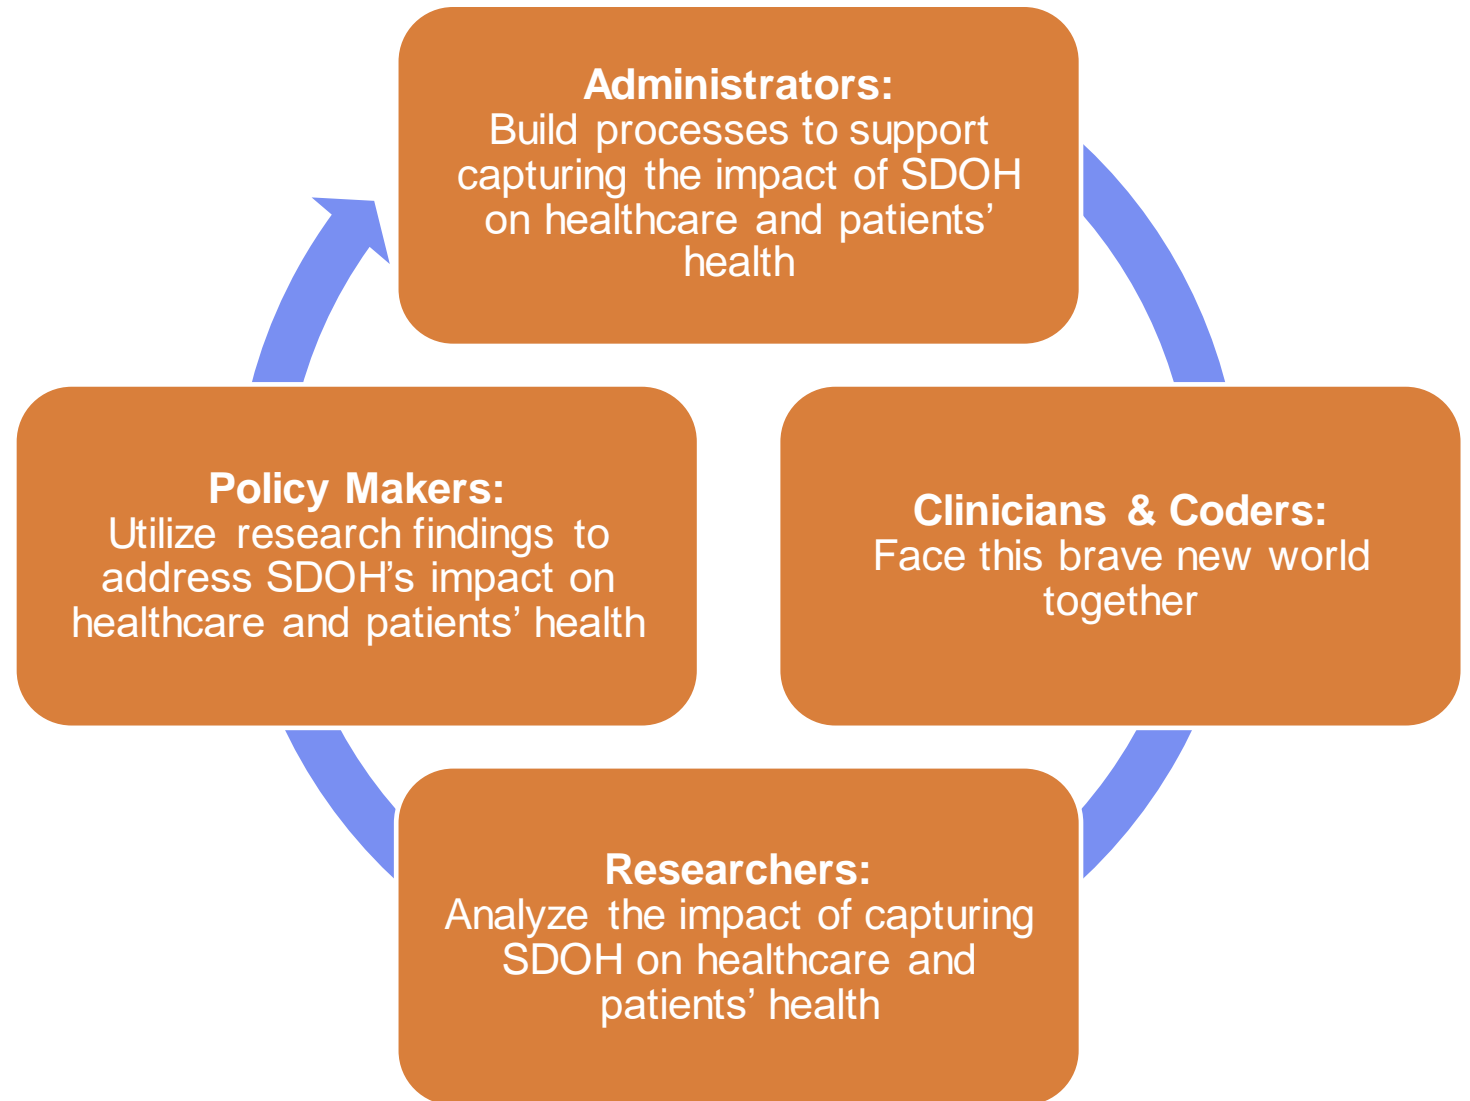 Administrators:
Build processes to support
capturing the impact of SDOH
on healthcare and patients’
health
Policy Makers:
Utilize research findings to
address SDOH’s impact on
healthcare and patients’ health
Clinicians & Coders:
Face this brave new world
together
Researchers:
Analyze the impact of capturing
SDOH on healthcare and
patients’ health